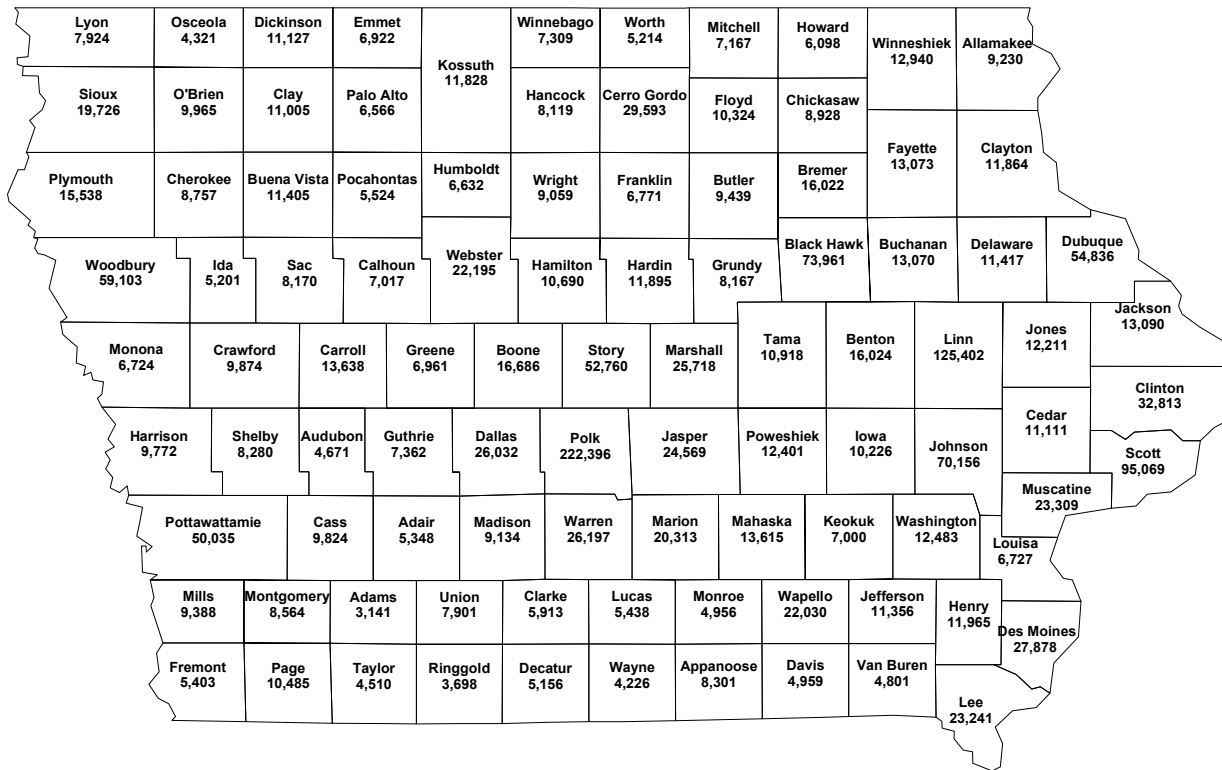 Lyon
7,924
Osceola
4,321
Dickinson
11,127
Emmet
6,922
Kossuth
11,828
Winnebago
7,309
Worth
5,214
Mitchell
7,167
Howard
6,098
Winneshiek
12,940
Allamakee
9,230
Sioux
19,726
O'Brien
9,965
Clay
11,005
Palo Alto
6,566
Hancock
8,119
Cerro Gordo
29,593
Floyd
10,324
Chickasaw
8,928
Fayette
13,073
Clayton
11,864
Plymouth
15,538
Cherokee
8,757
Buena Vista
11,405
Pocahontas
5,524
Humboldt
6,632
Wright
9,059
Franklin
6,771
Butler
9,439
Bremer
16,022
Woodbury
59,103
Ida
5,201
Sac
8,170
Calhoun
7,017
Webster
22,195
Hamilton
10,690
Hardin
11,895
Grundy
8,167
Black Hawk
73,961
Buchanan
13,070
Delaware
11,417
Dubuque
54,836
Jackson
13,090
Monona
6,724
Crawford
9,874
Carroll
13,638
Greene
6,961
Boone
16,686
Story
52,760
Marshall
25,718
Tama
10,918
Benton
16,024
Linn
125,402
Jones
12,211
Clinton
32,813
Harrison
9,772
Shelby
8,280
Audubon
4,671
Guthrie
7,362
Dallas
26,032
Polk
222,396
Jasper
24,569
Poweshiek
12,401
Iowa
10,226
Johnson
70,156
Cedar
11,111
Scott
95,069
Muscatine
23,309
Pottawattamie
50,035
Cass
9,824
Adair
5,348
Madison
9,134
Warren
26,197
Marion
20,313
Mahaska
13,615
Keokuk
7,000
Washington
12,483
Louisa
6,727
Mills
9,388
Montgomery
8,564
Adams
3,141
Union
7,901
Clarke
5,913
Lucas
5,438
Monroe
4,956
Wapello
22,030
Jefferson
11,356
Henry
11,965
Des Moines
27,878
Fremont
5,403
Page
10,485
Taylor
4,510
Ringgold
3,698
Decatur
5,156
Wayne
4,226
Appanoose
8,301
Davis
4,959
Van Buren
4,801
Lee
23,241